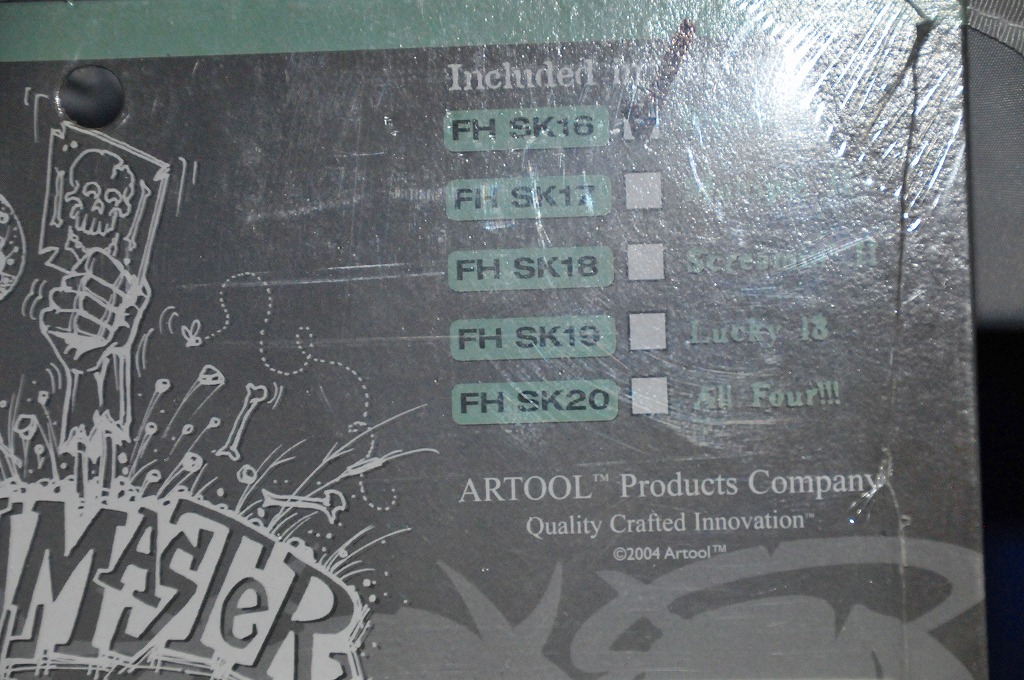 Included in
FH SK16
FH SK17
FH SK18
FH SK19 Lucky 13
FH SK20 All Four!!!
ARTOOL™ Products Company
Quality Crafted Innovation™
©2004 Artool™
MASTeR